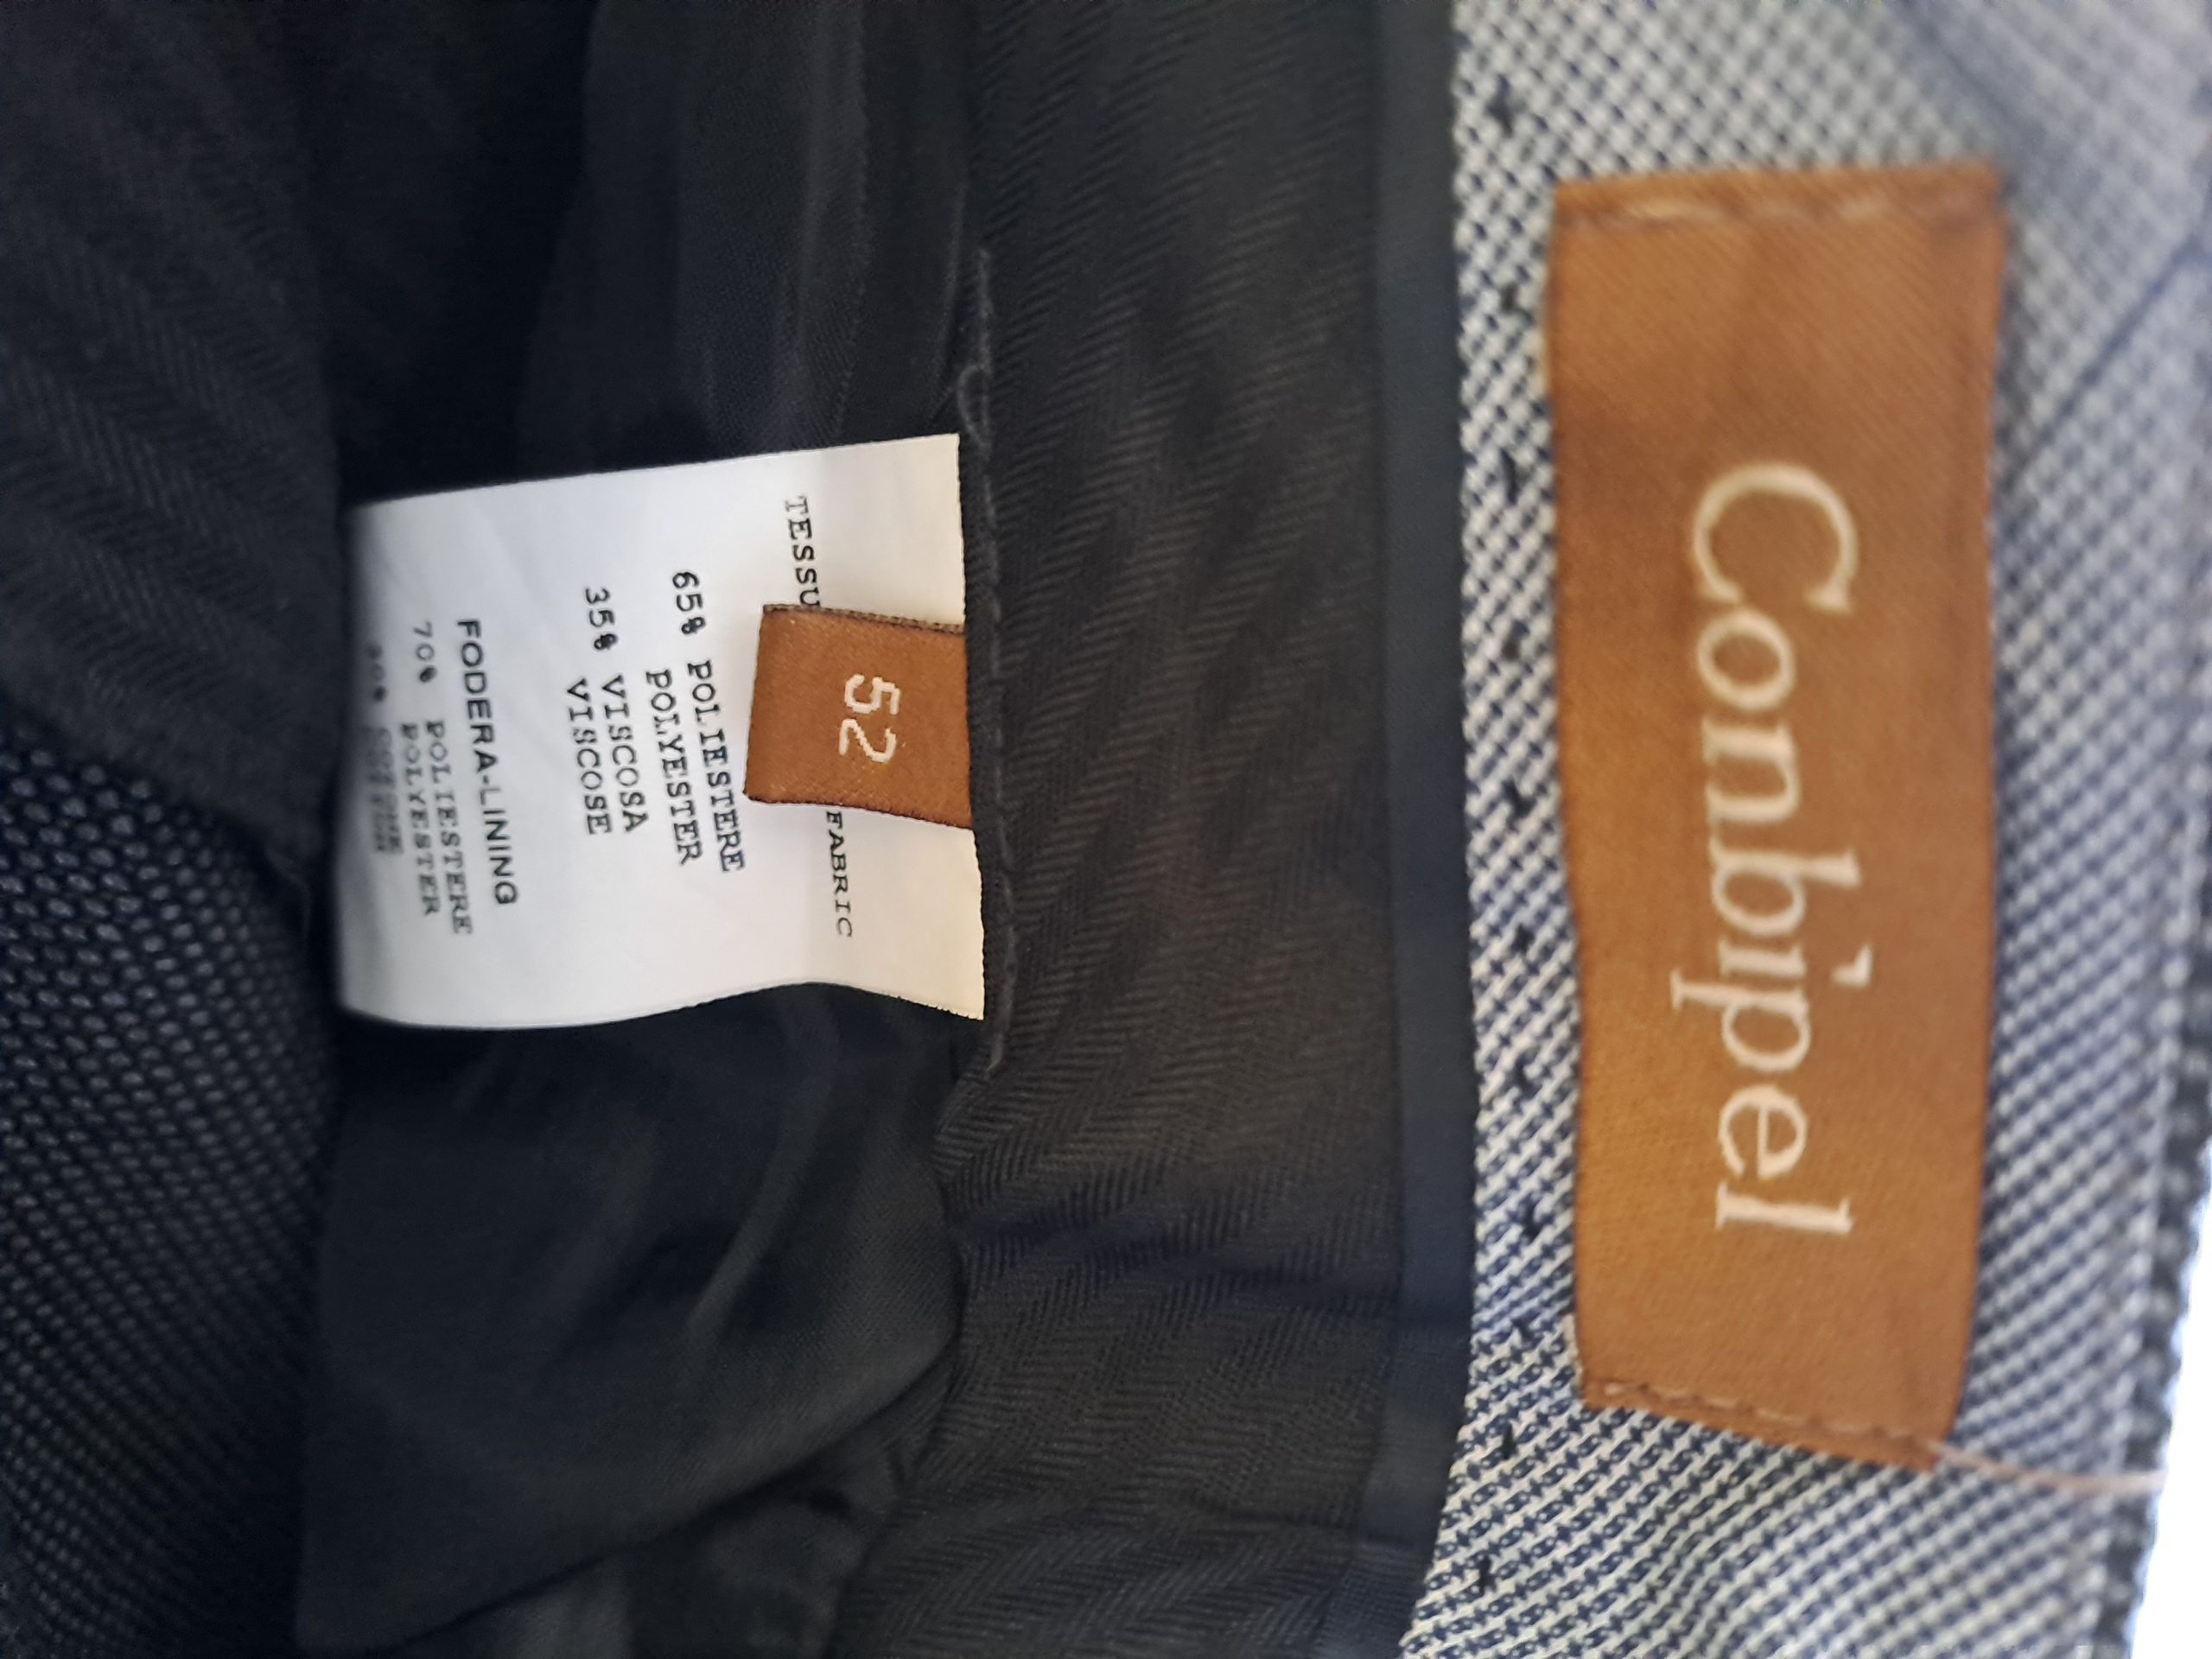 Conbipel
52
TESSU FABRIC
65% POLIESTERE
POLYESTER
35% VISCOSA
VISCOSE
FODERA-LINING
70% POLIESTERE
POLYESTER